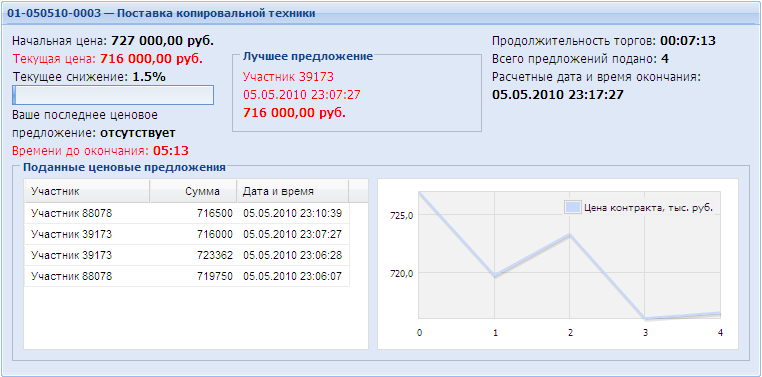 01-050510-0003 — Поставка копировальной техники
Начальная цена: 727 000,00 руб.
Текущая цена: 716 000,00 руб.
Текущее снижение: 1.5%
Ваше последнее ценовое
предложение: отсутствует
Времени до окончания: 05:13
Лучшее предложение
Участник 39173
05.05.2010 23:07:27
716 000,00 руб.
Продолжительность торгов: 00:07:13
Всего предложений подано: 4
Расчетные дата и время окончания:
05.05.2010 23:17:27
Поданные ценовые предложения
Участник Сумма Дата и время
Участник 88078 716500 05.05.2010 23:10:39
Участник 39173 716000 05.05.2010 23:07:27
Участник 39173 723362 05.05.2010 23:06:28
Участник 88078 719750 05.05.2010 23:06:07
Цена контракта, тыс. руб.
725,0
720,0
0 1 2 3 4